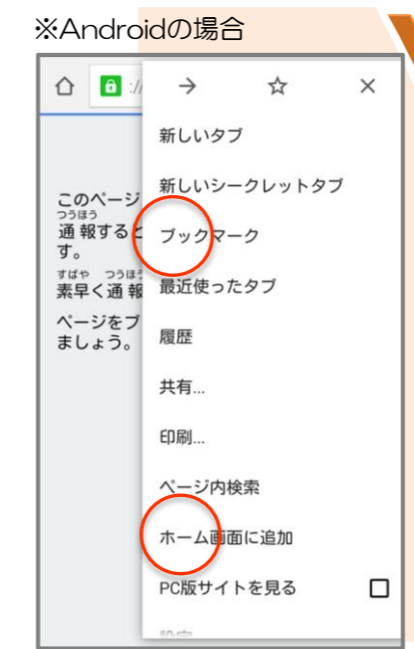 ※Androidの場合
://
新しいタブ
新しいシークレットタブ
ブックマーク
最近使ったタブ
履歴
共有...
印刷...
ページ内検索
ホーム画面に追加
PC版サイトを見る
このページ
つうほう
通報すると
す。
すばや つうほ
素早く通報
ページをブ
ましょう。